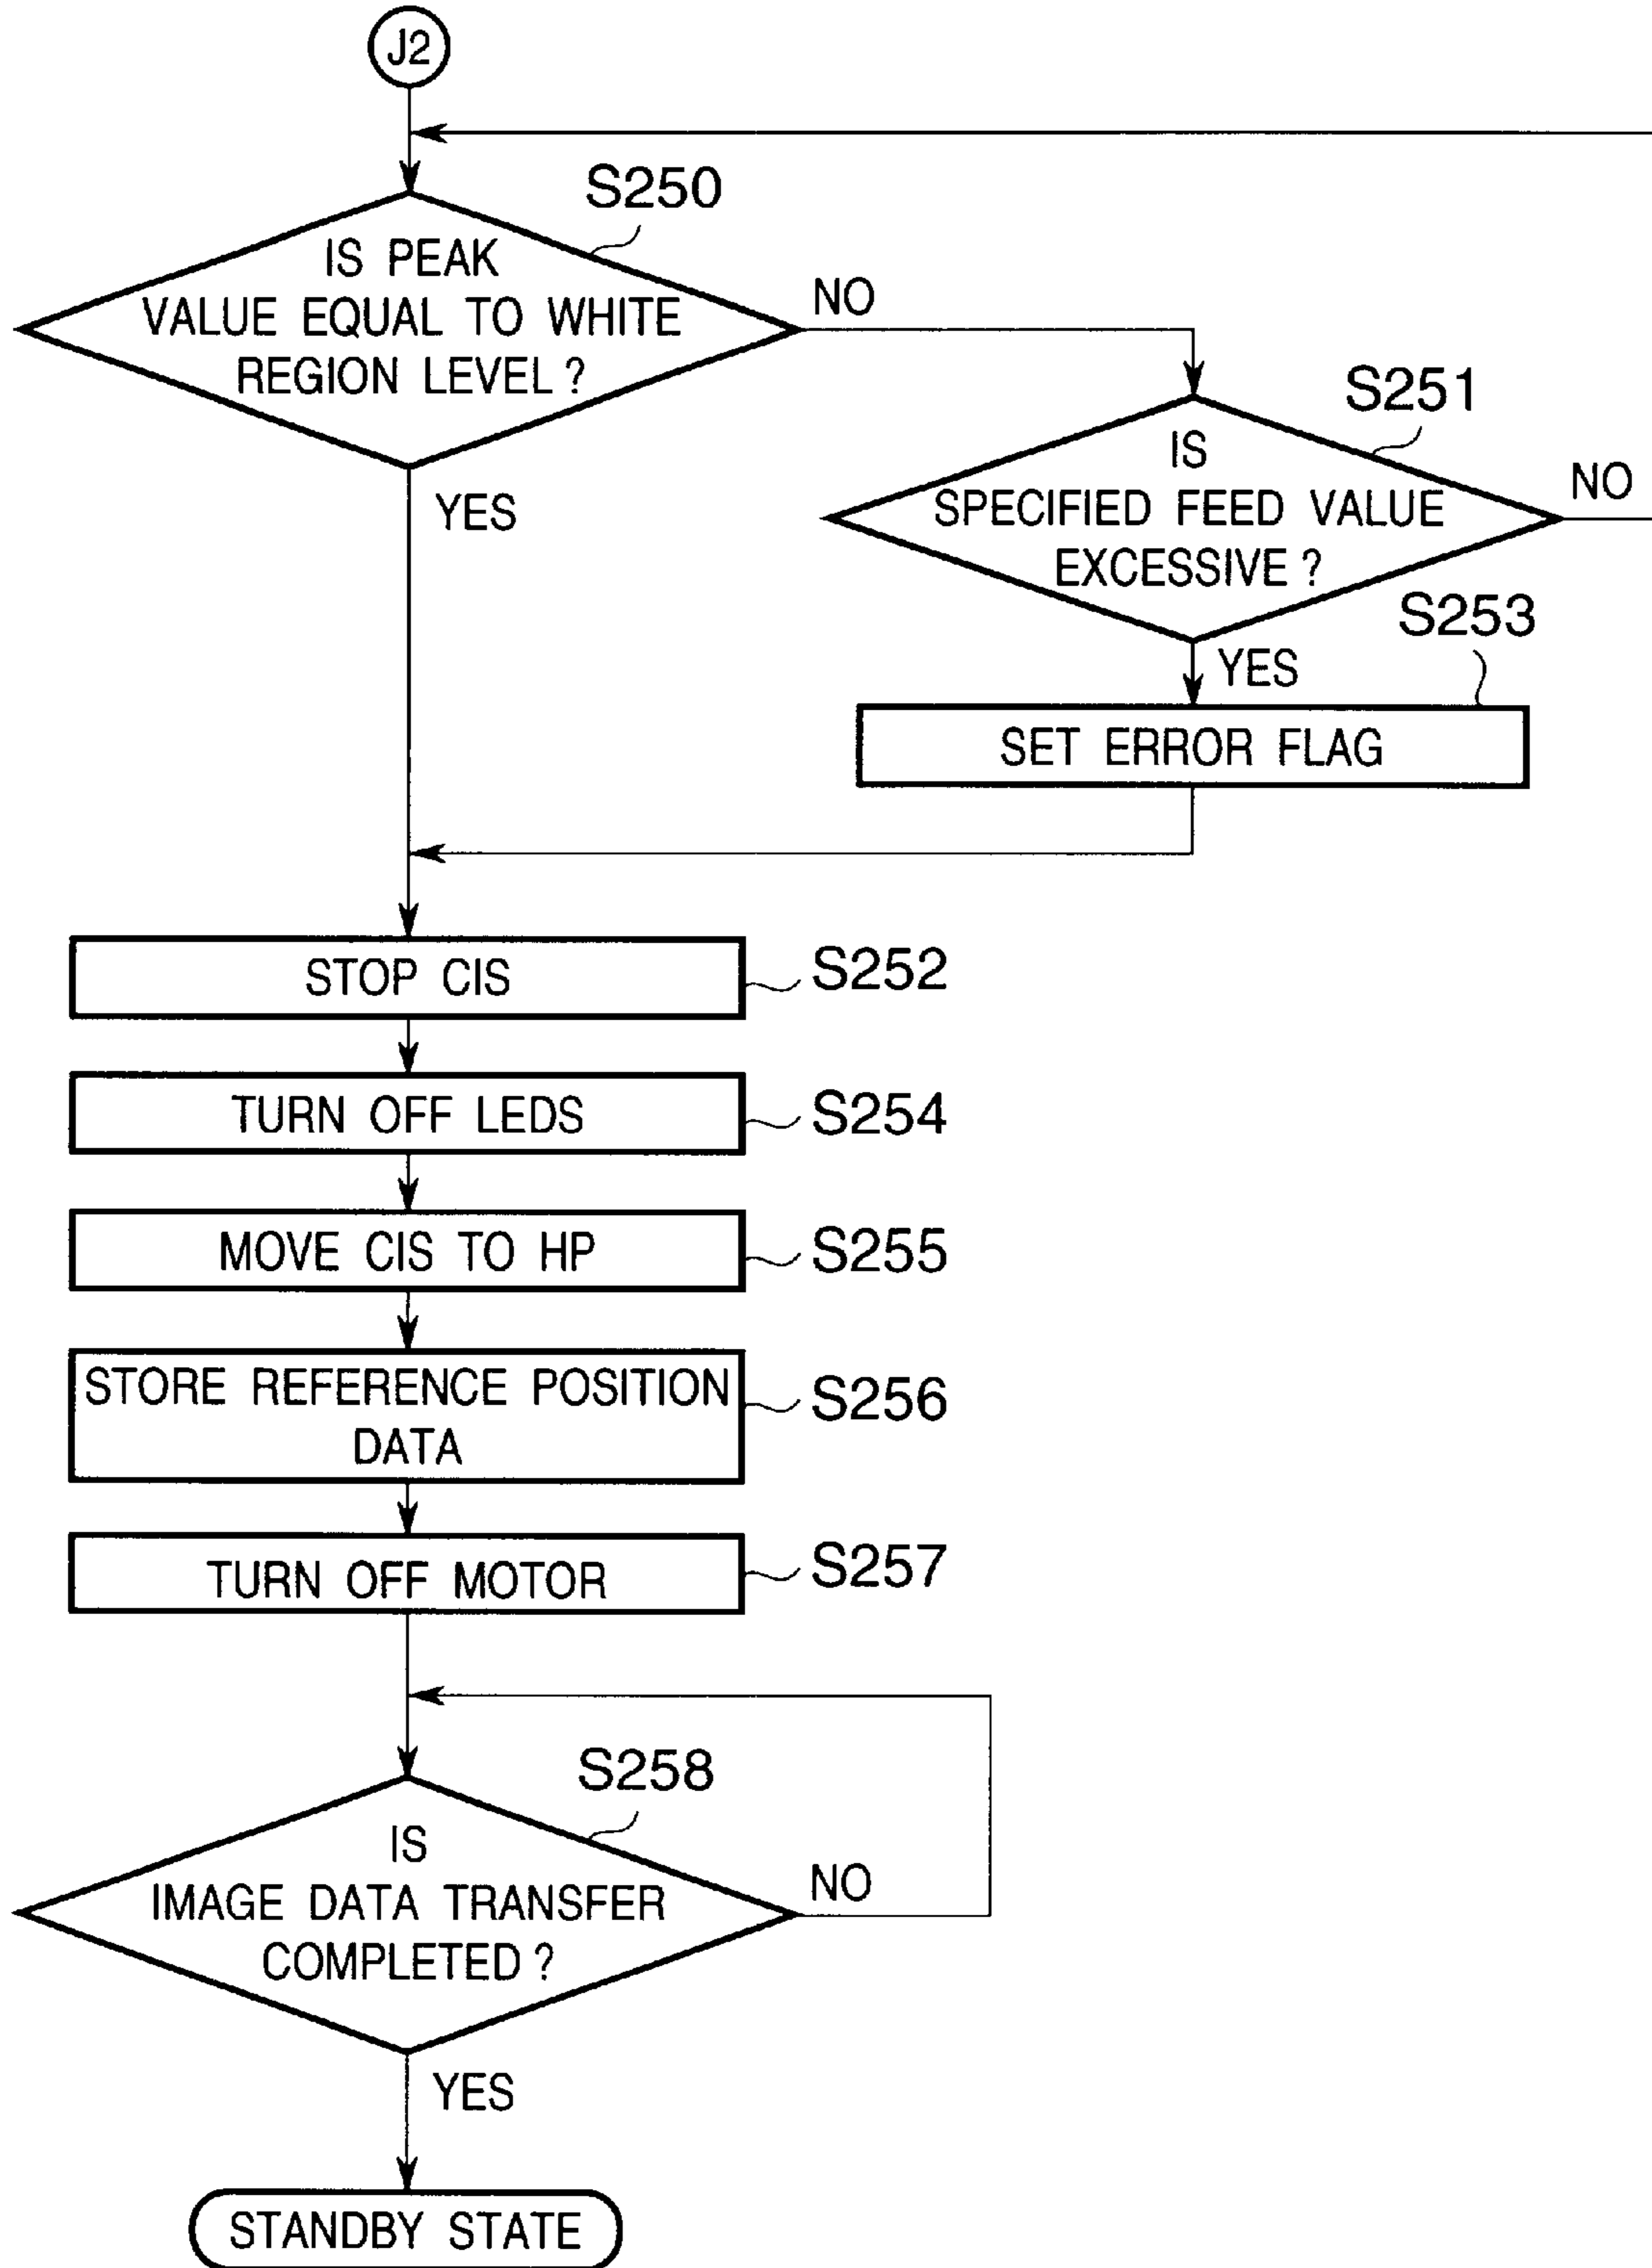 J2
S250
IS PEAK
VALUE EQUAL TO WHITE
REGION LEVEL?
NO
YES
S251
IS
SPECIFIED FEED VALUE
EXCESSIVE?
NO
YES
S253
SET ERROR FLAG
STOP CIS
S252
TURN OFF LEDS
S254
MOVE CIS TO HP
S255
STORE REFERENCE POSITION
DATA
S256
TURN OFF MOTOR
S257
S258
IS
IMAGE DATA TRANSFER
COMPLETED?
NO
YES
STANDBY STATE